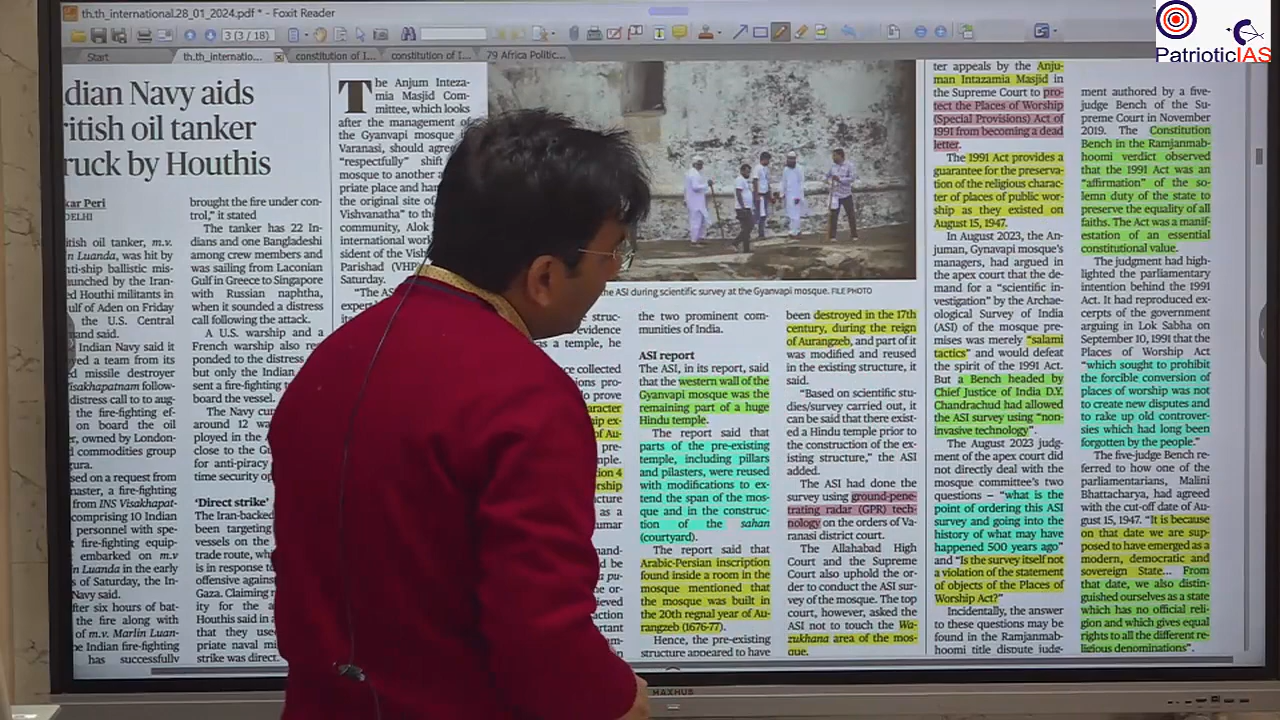 th.th_international.28_01_2024.pdf * - Foxit Reader
3 (3 / 18)
Start
th.th_internatio...
constitution of I...
constitution of I...
79 Africa Politic...
PatrioticIAS
dian Navy aids
ritish oil tanker
ruck by Houthis
kar Peri
DELHI
itish oil tanker, m.v.
n Luanda, was hit by
ti-ship ballistic mis-
unched by the Iran-
d Houthi militants in
ulf of Aden on Friday
the U.S. Central
nand said.
Indian Navy said it
yed a team from its
d missile destroyer
isakhapatnam follow-
distress call to to aug-
the fire-fighting ef-
on board the oil
r, owned by London-
commodities group
gura.
sed on a request from
naster, a fire-fighting
from INS Visakhapat-
comprising 10 Indian
personnel with spe-
fire-fighting equip-
embarked on m.v
n Luanda in the early
s of Saturday, the In-
Navy said.
fter six hours of bat-
the fire along with
of m.v. Marlin Luan-
he Indian fire-fighting
has successfully
brought the fire under con-
trol," it stated
The tanker has 22 In-
dians and one Bangladeshi
among crew members and
was sailing from Laconian
Gulf in Greece to Singapore
with Russian naphtha,
when it sounded a distress
call following the attack.
A U.S. warship and a
French warship also res
ponded to the distress
but only the Indian
sent a fire-fighting t
board the vessel.
The Navy cur
around 12 wa
ployed in the
close to the Gu
for anti-piracy
time security op
'Direct strike'
The Iran-backed
been targeting
vessels on the
trade route, wh
is in response to
offensive against
Gaza. Claiming r
ity for the a
Houthis said in a
that they use
priate naval mi
strike was direct.
The Anjum Inteza-
mia Masjid Com-
mittee, which looks
after the management of
the Gyanvapi mosque i
Varanasi, should agre
"respectfully" shift
mosque to another a
priate place and han
the original site of
Vishvanatha" to the
community, Alok
international work
sident of the Vish
Parishad (VHP)
Saturday.
"The AS
expert
the ASI during scientific survey at the Gyanvapi mosque. FILE PHOTO
struc-
evidence
as a temple, he
the two prominent com-
munities of India.
ASI report
The ASI, in its report, said
that the western wall of the
Gyanvapi mosque was the
remaining part of a huge
Hindu temple.
The report said that
parts of the pre-existing
temple, including pillars
and pilasters, were reused
with modifications to ex-
tend the span of the mos-
que and in the construc-
tion of the sahan
(courtyard).
The report said that
Arabic-Persian inscription
found inside a room in the
mosque mentioned that
the mosque was built in
the 20th regnal year of Au-
rangzeb (1676-77).
Hence, the pre-existing
structure appeared to have
been destroyed in the 17th
century, during the reign
of Aurangzeb, and part of it
was modified and reused
in the existing structure, it
said.
"Based on scientific stu-
dies/survey carried out, it
can be said that there exist-
ed a Hindu temple prior to
the construction of the ex-
isting structure," the ASI
added.
The ASI had done the
survey using ground-pene-
trating radar (GPR) tech-
nology on the orders of Va-
ranasi district court.
The Allahabad High
Court and the Supreme
Court also uphold the or-
der to conduct the ASI sur-
vey of the mosque. The top
court, however, asked the
ASI not to touch the Wa-
zukhana area of the mos-
que.
ter appeals by the Anju-
man Intazamia Masjid in
the Supreme Court to pro-
tect the Places of Worship
(Special Provisions) Act of
1991 from becoming a dead
letter.
The 1991 Act provides a
guarantee for the preserva-
tion of the religious charac-
ter of places of public wor-
ship as they existed on
August 15, 1947.
In August 2023, the An-
juman, Gynavapi mosque's
managers, had argued in
the apex court that the de-
mand for a "scientific in-
vestigation" by the Archae-
ological Survey of India
(ASI) of the mosque pre-
mises was merely "salami
tactics" and would defeat
the spirit of the 1991 Act.
But a Bench headed by
Chief Justice of India D.Y.
Chandrachud had allowed
the ASI survey using "non-
invasive technology".
The August 2023 judg-
ment of the apex court did
not directly deal with the
mosque committee's two
questions – "what is the
point of ordering this ASI
survey and going into the
history of what may have
happened 500 years ago"
and "Is the survey itself not
a violation of the statement
of objects of the Places of
Worship Act?"
Incidentally, the answer
to these questions may be
found in the Ramjanmab-
hoomi title dispute judg-
ment authored by a five-
judge Bench of the Su-
preme Court in November
2019. The Constitution
Bench in the Ramjanmab-
hoomi verdict observed
that the 1991 Act was an
"affirmation" of the so-
lemn duty of the state to
preserve the equality of all
faiths. The Act was a manif-
estation of an essential
constitutional value.
The judgment had high-
lighted the parliamentary
intention behind the 1991
Act. It had reproduced ex-
cerpts of the government
arguing in Lok Sabha on
September 10, 1991 that the
Places of Worship Act
"which sought to prohibit
the forcible conversion of
places of worship was not
to create new disputes and
to rake up old controver-
sies which had long been
forgotten by the people."
The five-judge Bench re-
ferred to how one of the
parliamentarians, Malini
Bhattacharya, had agreed
with the cut-off date of Au-
gust 15, 1947. "It is because
on that date we are sup-
posed to have emerged as a
modern, democratic and
sovereign State... From
that date, we also distin-
guished ourselves as a state
which has no official reli-
gion and which gives equal
rights to all the different re-
ligious denominations".
MAXHUB